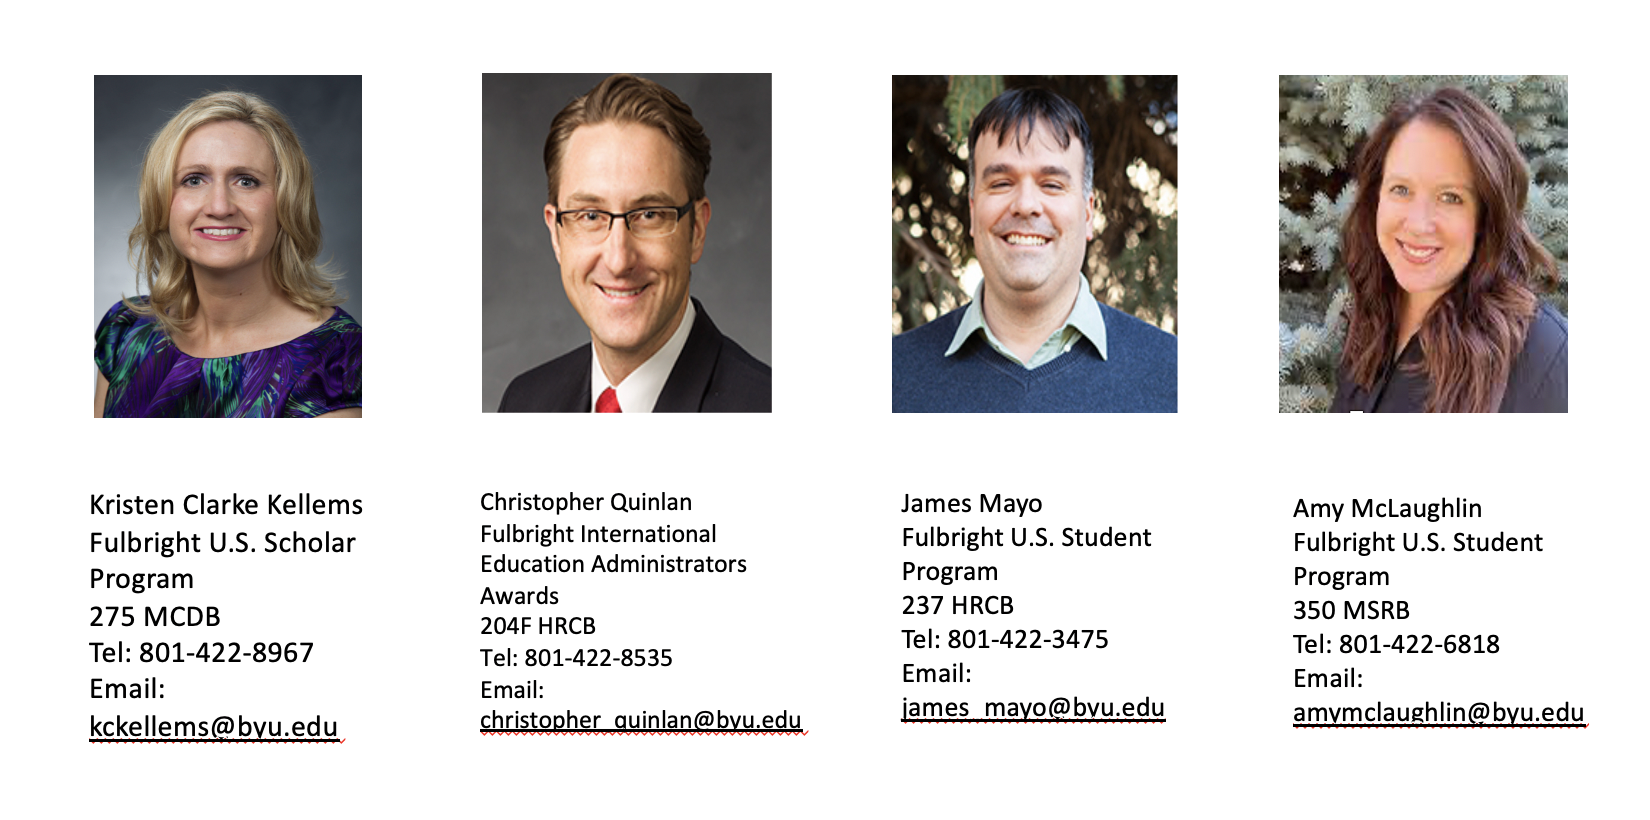 Kristen Clarke Kellems
Fulbright U.S. Scholar
Program
275 MCDB
Tel: 801-422-8967
Email:
kckellems@byu.edu
Christopher Quinlan
Fulbright International
Education Administrators
Awards
204F HRCB
Tel: 801-422-8535
Email:
christopher_quinlan@byu.edu
James Mayo
Fulbright U.S. Student
Program
237 HRCB
Tel: 801-422-3475
Email:
james_mayo@byu.edu
Amy McLaughlin
Fulbright U.S. Student
Program
350 MSRB
Tel: 801-422-6818
Email:
amymclaughlin@byu.edu